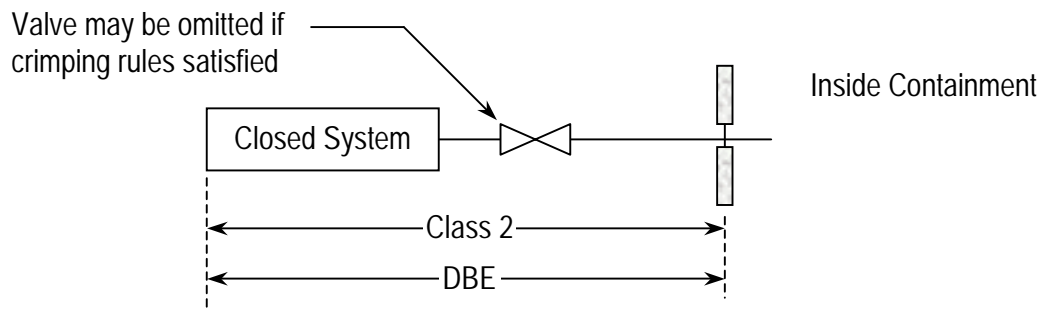 Valve may be omitted if
crimping rules satisfied
Inside Containment
Closed System
Class 2
DBE